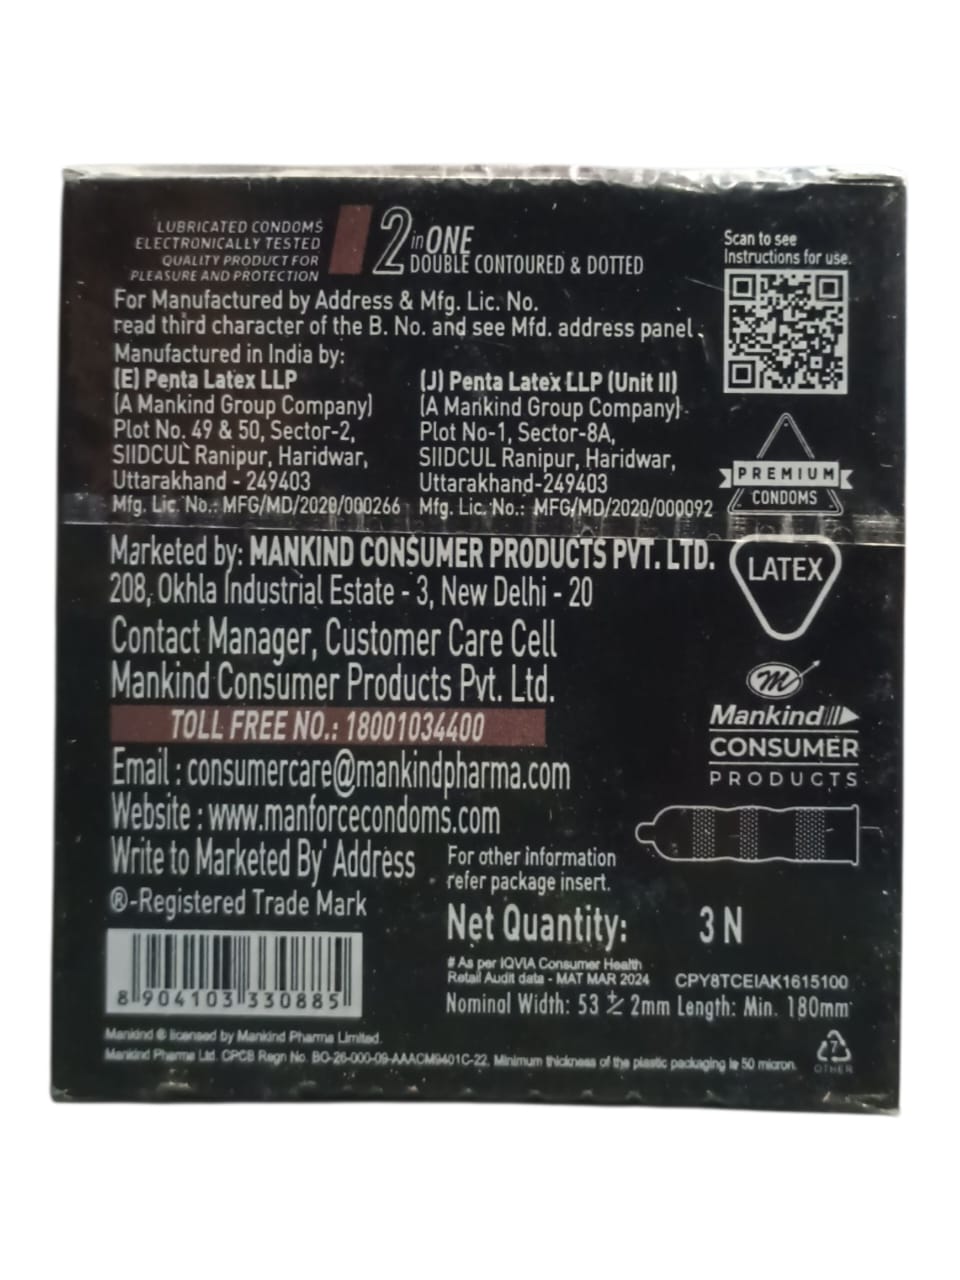 LUBRICATED CONDOMS
ELECTRONICALLY TESTED
QUALITY PRODUCT FOR
PLEASURE AND PROTECTION
2 in ONE
DOUBLE CONTOURED & DOTTED
Scan to see
Instructions for use.
For Manufactured by Address & Mfg. Lic. No.
read third character of the B. No. and see Mfd. address panel.
Manufactured in India by:
(E) Penta Latex LLP
(A Mankind Group Company)
Plot No. 49 & 50, Sector-2,
SIIDCUL Ranipur, Haridwar,
Uttarakhand - 249403
Mfg. Lic. No.: MFG/MD/2020/000266
(J) Penta Latex LLP (Unit II)
(A Mankind Group Company)
Plot No-1, Sector-8A,
SIIDCUL Ranipur, Haridwar,
Uttarakhand-249403
Mfg. Lic. No.: MFG/MD/2020/000092
PREMIUM
CONDOMS
Marketed by: MANKIND CONSUMER PRODUCTS PVT. LTD.
208, Okhla Industrial Estate - 3, New Delhi - 20
LATEX
Contact Manager, Customer Care Cell
Mankind Consumer Products Pvt. Ltd.
TOLL FREE NO.: 18001034400
m
Mankind
CONSUMER
PRODUCTS
Email : consumercare@mankindpharma.com
Website : www.manforcecondoms.com
Write to Marketed By' Address
®-Registered Trade Mark
For other information
refer package insert.
Net Quantity: 3 N
# As per IQVIA Consumer Health
Retail Audit data - MAT MAR 2024
CPY8TCEIAK1615100
Nominal Width: 53 ± 2mm Length: Min. 180mm
8 904103 330885
Mankind ® licensed by Mankind Pharma Limited.
Mankind Pharma Ltd. CPCB Regn No. BO-26-000-09-AAACM9401C-22, Minimum thickness of the plastic packaging is 50 micron.
7
OTHER